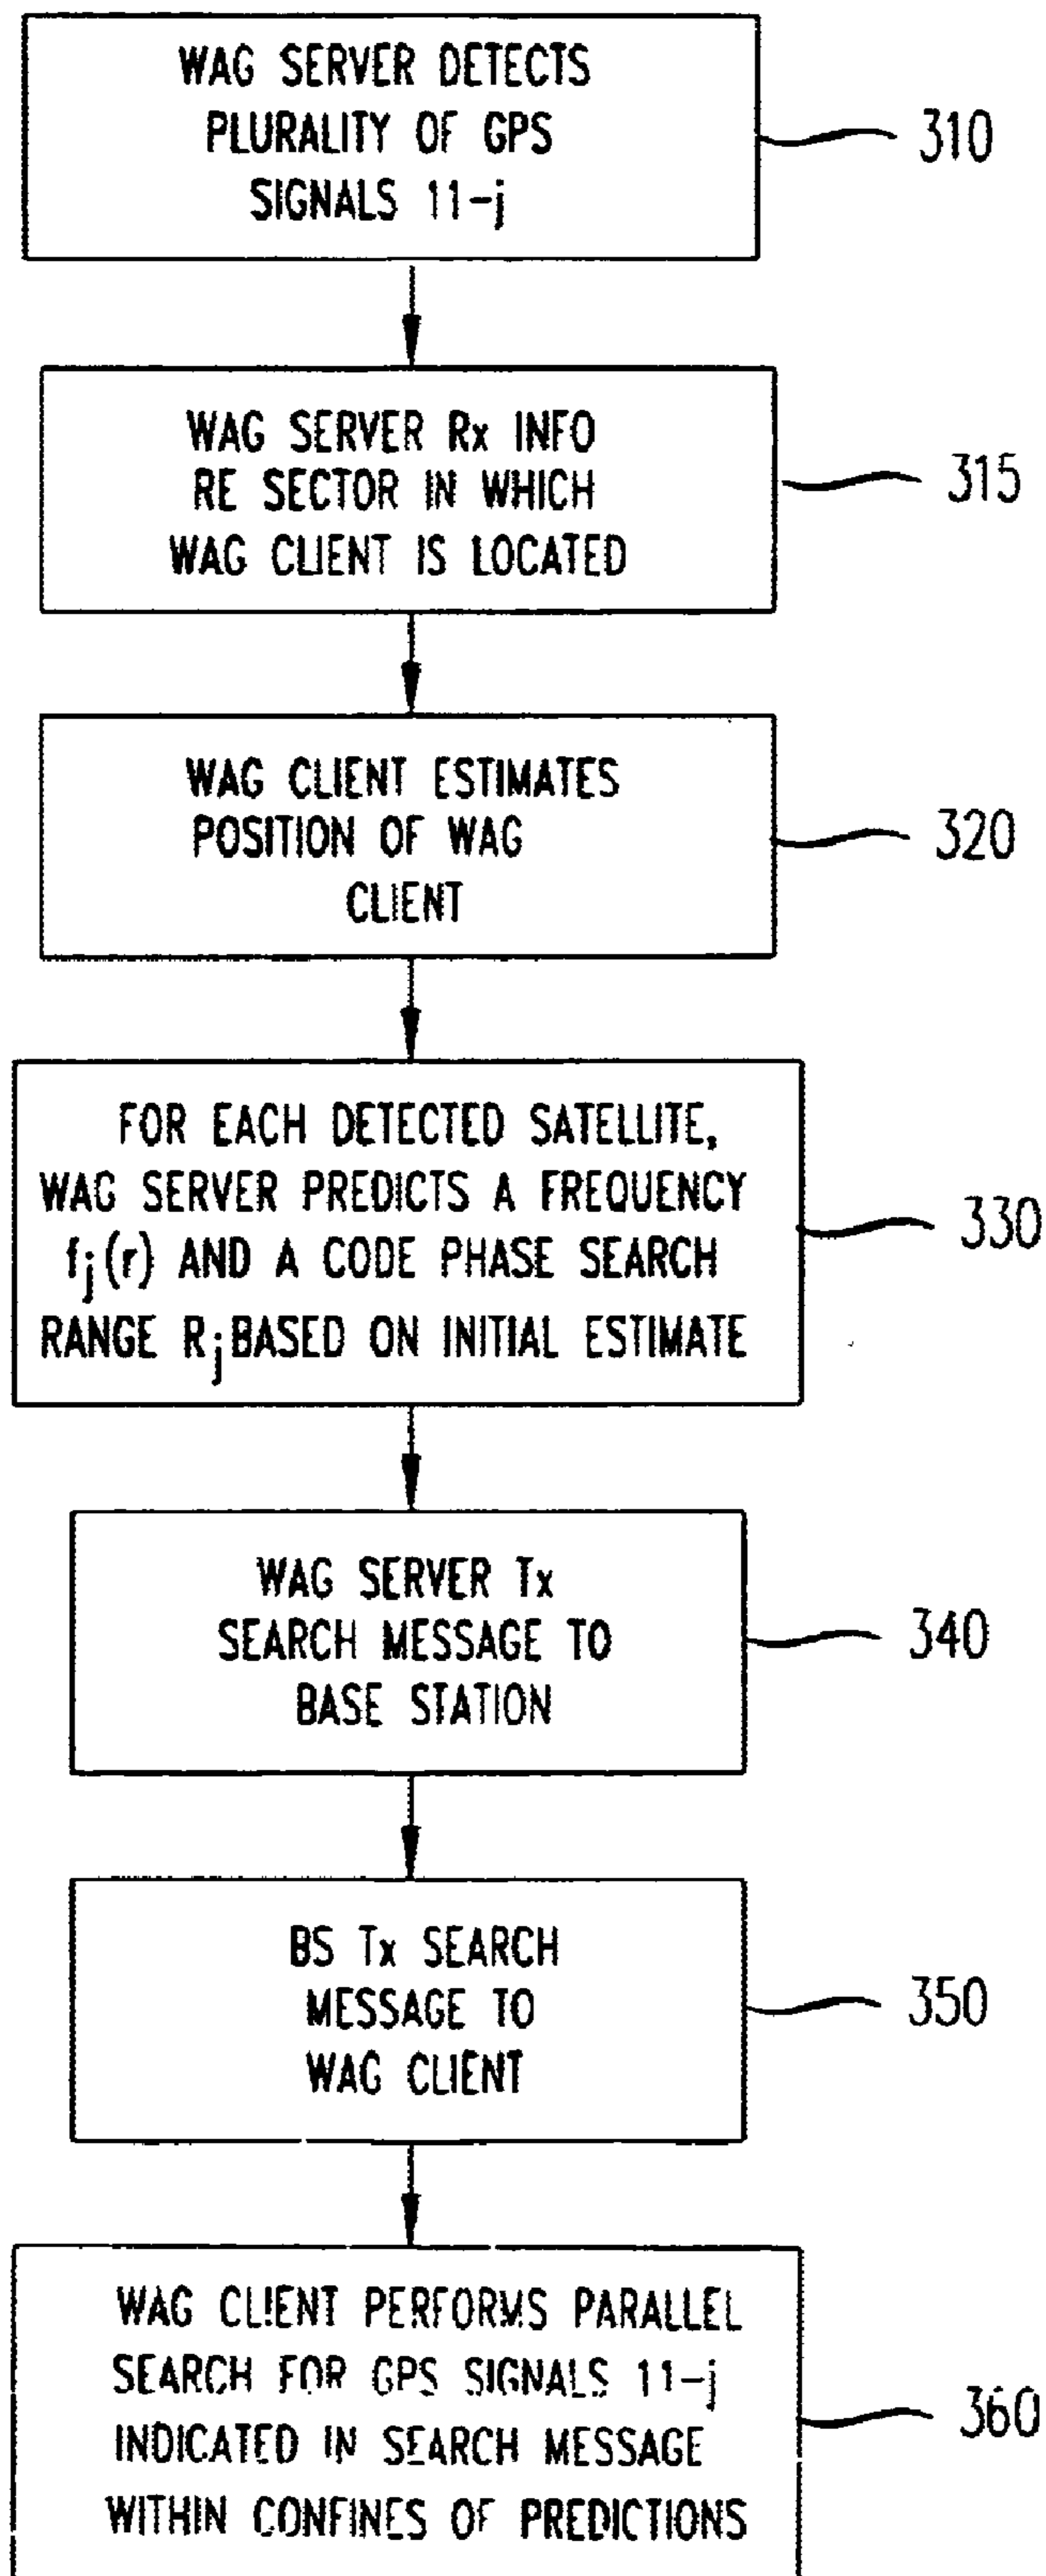 WAG SERVER DETECTS
PLURALITY OF GPS
SIGNALS 11-j
310
WAG SERVER Rx INFO
RE SECTOR IN WHICH
WAG CLIENT IS LOCATED
315
WAG CLIENT ESTIMATES
POSITION OF WAG
CLIENT
320
FOR EACH DETECTED SATELLITE,
WAG SERVER PREDICTS A FREQUENCY
fj(r) AND A CODE PHASE SEARCH
RANGE Rj BASED ON INITIAL ESTIMATE
330
WAG SERVER Tx
SEARCH MESSAGE TO
BASE STATION
340
BS Tx SEARCH
MESSAGE TO
WAG CLIENT
350
WAG CLIENT PERFORMS PARALLEL
SEARCH FOR GPS SIGNALS 11-j
INDICATED IN SEARCH MESSAGE
WITHIN CONFINES OF PREDICTIONS
360